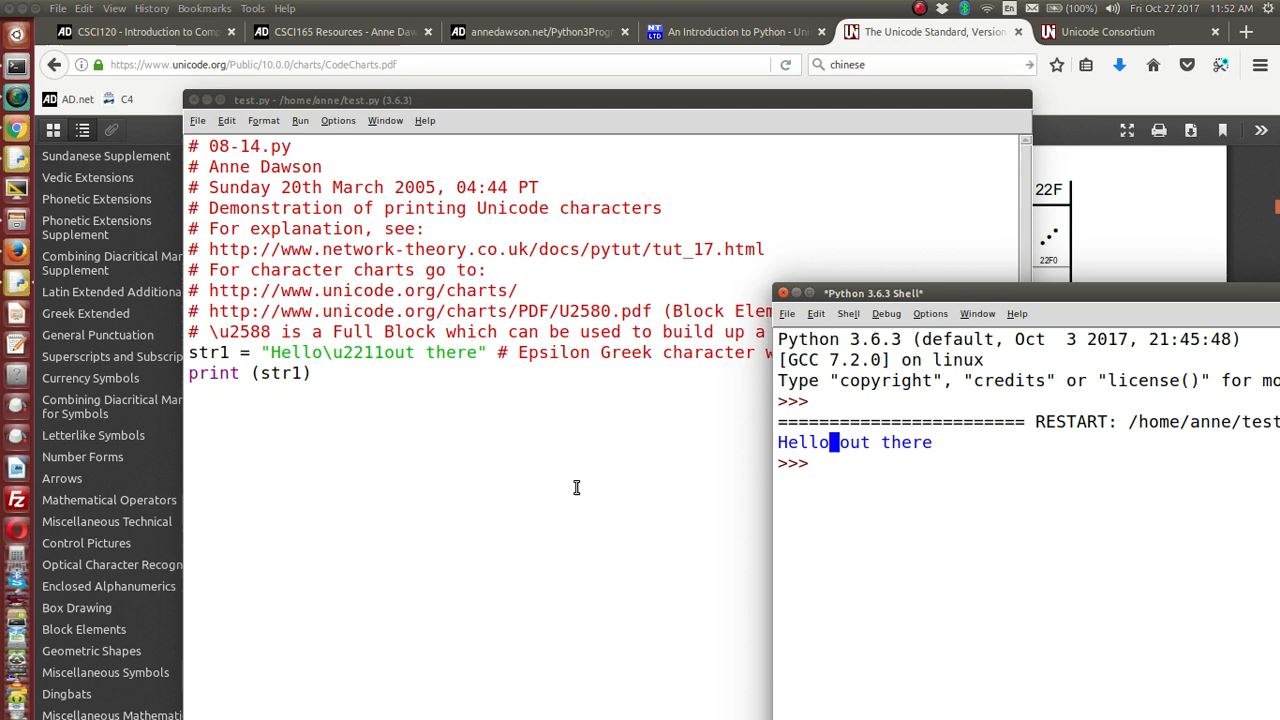 File Edit View History Bookmarks Tools Help
En (100%) Fri Oct 27 2017 11:52 AM
CSCI120 - Introduction to Comp
CSCI165 Resources - Anne Daw
annedawson.net/Python3Prog
An Introduction to Python - Un
The Unicode Standard, Version
Unicode Consortium
https://www.unicode.org/Public/10.0.0/charts/CodeCharts.pdf
chinese
AD.net C4
test.py - /home/anne/test.py (3.6.3)
File Edit Format Run Options Window Help
# 08-14.py
# Anne Dawson
# Sunday 20th March 2005, 04:44 PT
# Demonstration of printing Unicode characters
# For explanation, see:
# http://www.network-theory.co.uk/docs/pytut/tut_17.html
# For character charts go to:
# http://www.unicode.org/charts/
# http://www.unicode.org/charts/PDF/U2580.pdf (Block Elem
# \u2588 is a Full Block which can be used to build up a
str1 = "Hello\u2211out there" # Epsilon Greek character w
print (str1)
Sundanese Supplement
Vedic Extensions
Phonetic Extensions
Phonetic Extensions
Supplement
Combining Diacritical Mar
Supplement
Latin Extended Additiona
Greek Extended
General Punctuation
Superscripts and Subscrip
Currency Symbols
Combining Diacritical Mar
for Symbols
Letterlike Symbols
Number Forms
Arrows
Mathematical Operators
Miscellaneous Technical
Control Pictures
Optical Character Recogn
Enclosed Alphanumerics
Box Drawing
Block Elements
Geometric Shapes
Miscellaneous Symbols
Dingbats
Miscellaneous Mathemati
22F
22F0
*Python 3.6.3 Shell*
File Edit Shell Debug Options Window Help
Python 3.6.3 (default, Oct  3 2017, 21:45:48)
[GCC 7.2.0] on linux
Type "copyright", "credits" or "license()" for mo
>>>
======================== RESTART: /home/anne/test
Hello█out there
>>>